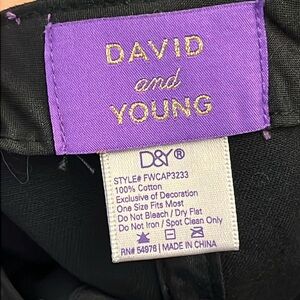 DAVID
and
YOUNG
D&Y®
STYLE# FWCAP3233
100% Cotton
Exclusive of Decoration
One Size Fits Most
Do Not Bleach / Dry Flat
Do Not Iron / Spot Clean Only
RN# 54976 | MADE IN CHINA